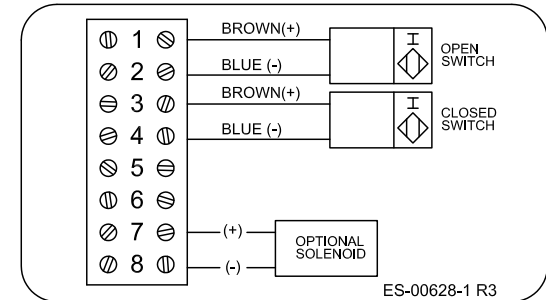 1 BROWN(+)
2 BLUE (-)
I
OPEN
SWITCH
3 BROWN(+)
4 BLUE (-)
I
CLOSED
SWITCH
5
6
7 (+)
8 (-)
OPTIONAL
SOLENOID
ES-00628-1 R3